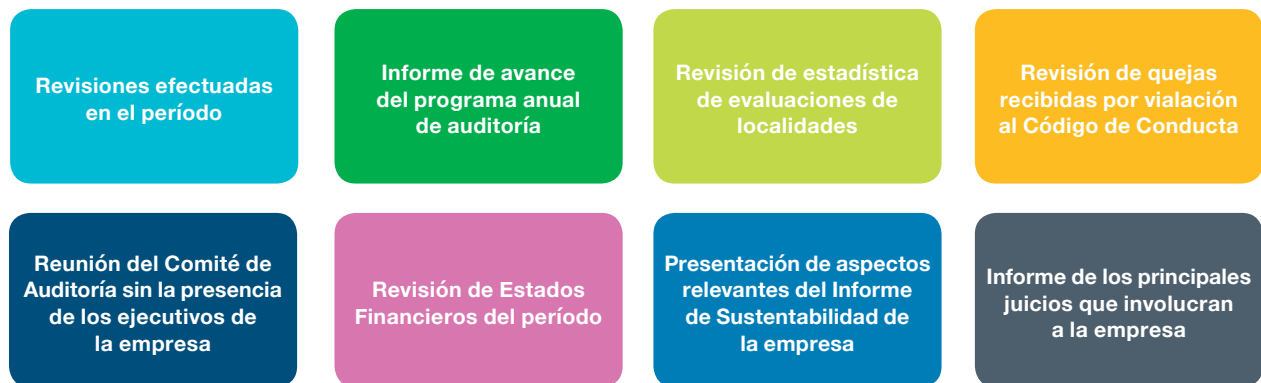 Revisiones efectuadas
en el período
Informe de avance
del programa anual
de auditoría
Revisión de estadística
de evaluaciones de
localidades
Revisión de quejas
recibidas por vialación
al Código de Conducta
Reunión del Comité de
Auditoría sin la presencia
de los ejecutivos de
la empresa
Revisión de Estados
Financieros del período
Presentación de aspectos
relevantes del Informe
de Sustentabilidad de
la empresa
Informe de los principales
juicios que involucran
a la empresa